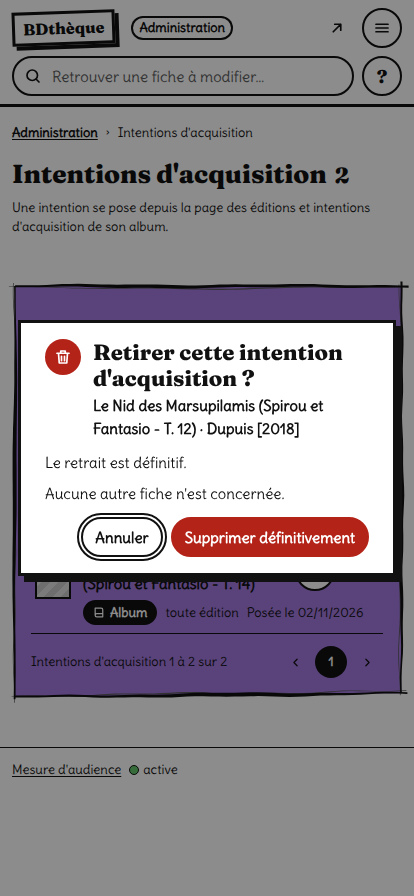 BDthèque
Administration
Retrouver une fiche à modifier...
?
Administration › Intentions d'acquisition
Intentions d'acquisition 2
Une intention se pose depuis la page des éditions et intentions
d'acquisition de son album.
Retirer cette intention
d'acquisition ?
Le Nid des Marsupilamis (Spirou et
Fantasio - T. 12) · Dupuis [2018]
Le retrait est définitif.
Aucune autre fiche n'est concernée.
Annuler
Supprimer définitivement
(Spirou et Fantasio - T. 14)
Album toute édition Posée le 02/11/2026
Intentions d'acquisition 1 à 2 sur 2
‹ 1 ›
Mesure d'audience active